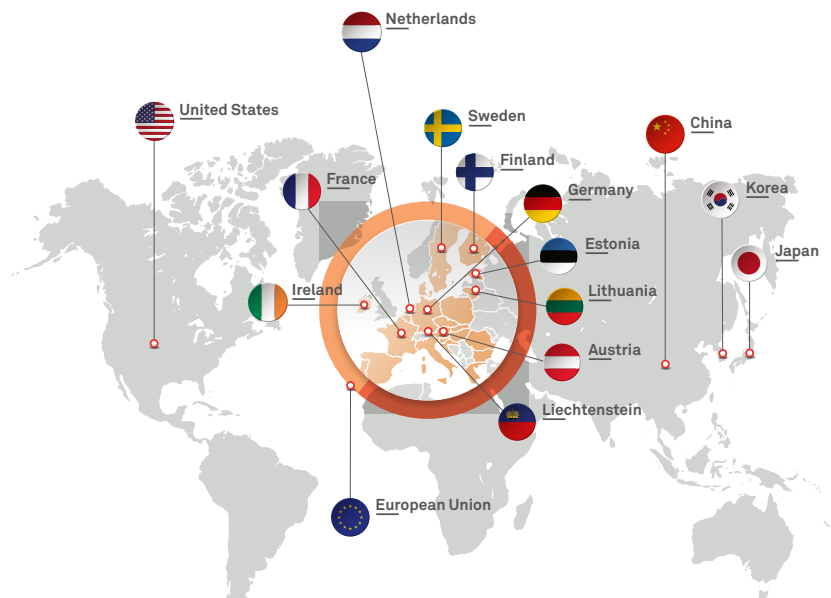 Netherlands
United States
Sweden
China
Finland
France
Germany
Korea
Estonia
Japan
Ireland
Lithuania
Austria
Liechtenstein
European Union